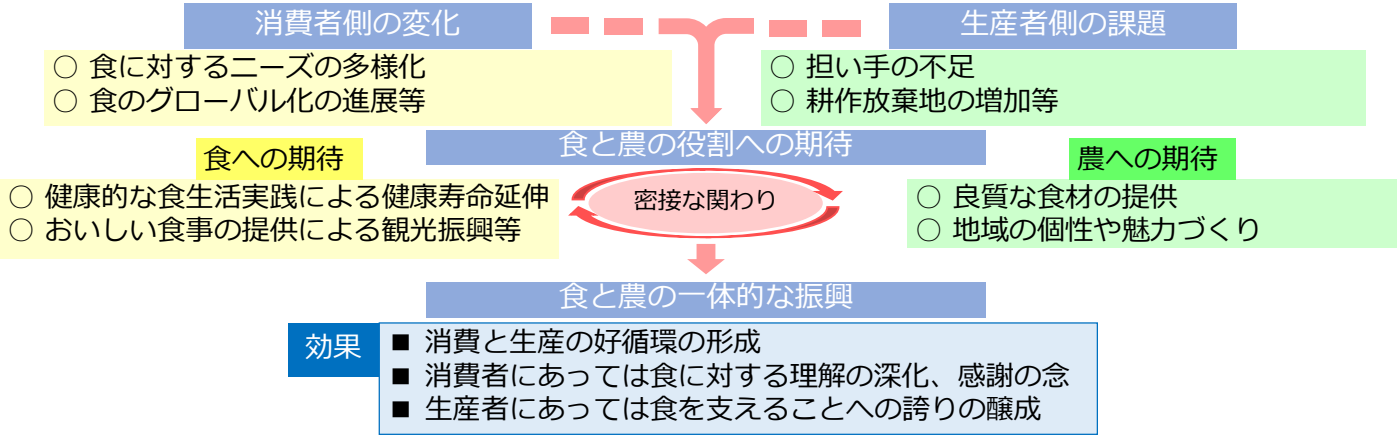 消費者側の変化
生産者側の課題
○ 食に対するニーズの多様化
○ 食のグローバル化の進展等
○ 担い手の不足
○ 耕作放棄地の増加等
食と農の役割への期待
食への期待
農への期待
○ 健康的な食生活実践による健康寿命延伸
○ おいしい食事の提供による観光振興等
密接な関わり
○ 良質な食材の提供
○ 地域の個性や魅力づくり
食と農の一体的な振興
効果
■ 消費と生産の好循環の形成
■ 消費者にあっては食に対する理解の深化、感謝の念
■ 生産者にあっては食を支えることへの誇りの醸成